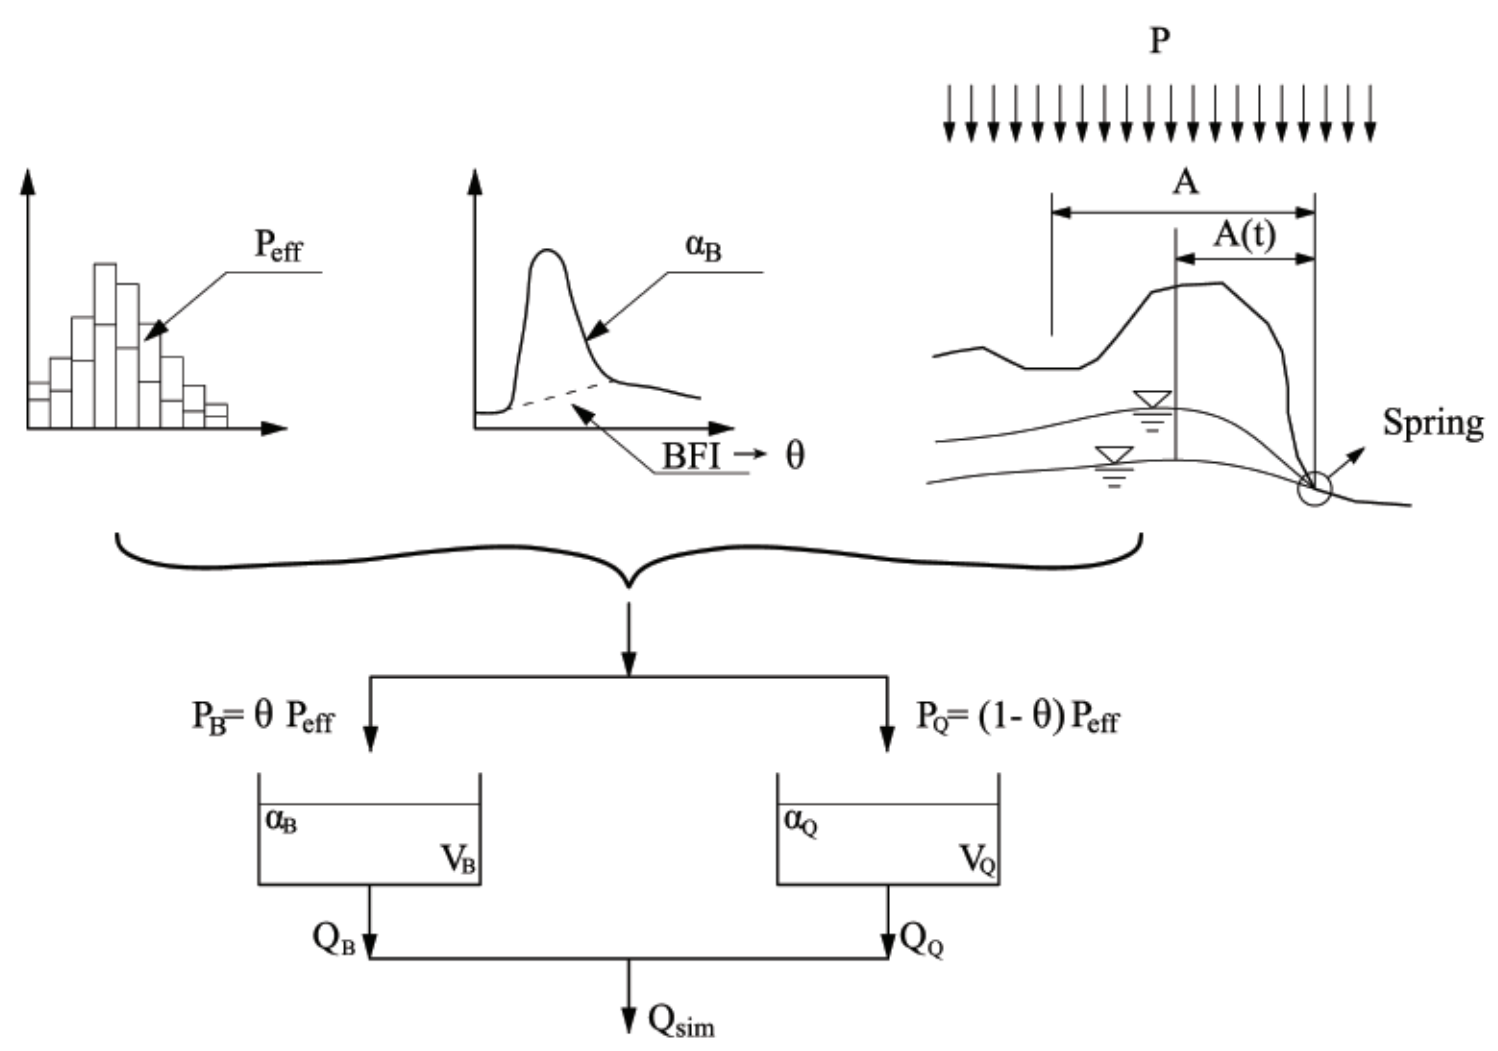 P
A
A(t)
Peff
αB
Spring
BFI → θ
PB= θ Peff
PQ= (1- θ) Peff
αB
VB
αQ
VQ
QB
QQ
Qsim